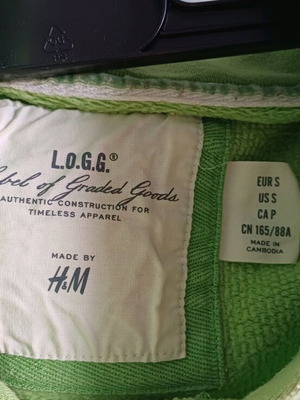 L.O.G.G.®
Label of Graded Goods
AUTHENTIC CONSTRUCTION FOR
TIMELESS APPAREL
MADE BY
H&M
EUR S
US S
CA P
CN 165/88A
MADE IN
CAMBODIA